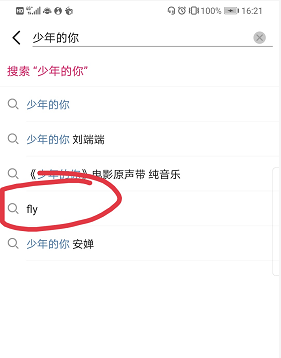 100% 16:21
少年的你
搜索 “少年的你”
少年的你
少年的你 刘端端
《少年的你》电影原声带 纯音乐
fly
少年的你 安婵